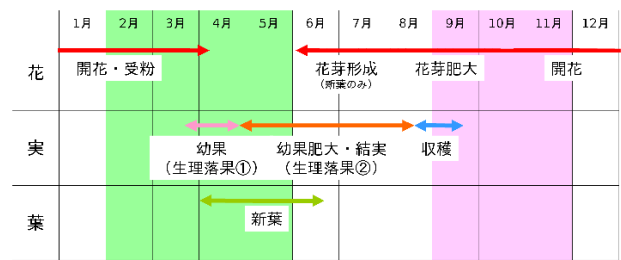 1月 2月 3月 4月 5月 6月 7月 8月 9月 10月 11月 12月
花
開花・受粉 花芽形成 花芽肥大 開花
(新葉のみ)
実
幼果 幼果肥大・結実 収穫
(生理落果①) (生理落果②)
葉
新葉